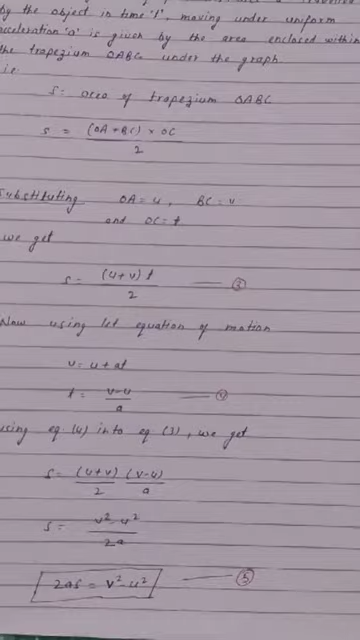 by the object in time 't', moving under uniform
acceleration 'a' is given by the area enclosed within
the trapezium OABC under the graph.
i.e
s = area of trapezium OABC
s = (OA + BC) × OC
2
Substituting OA = u, BC = v
and OC = t
we get
s = (u+v) t ③
2
Now using 1st equation of motion
v = u + at
t = v-u ④
a
using eq (4) into eq (3), we get
s = (u+v) (v-u)
2 a
s = v² - u²
2a
2as = v² - u² ⑤